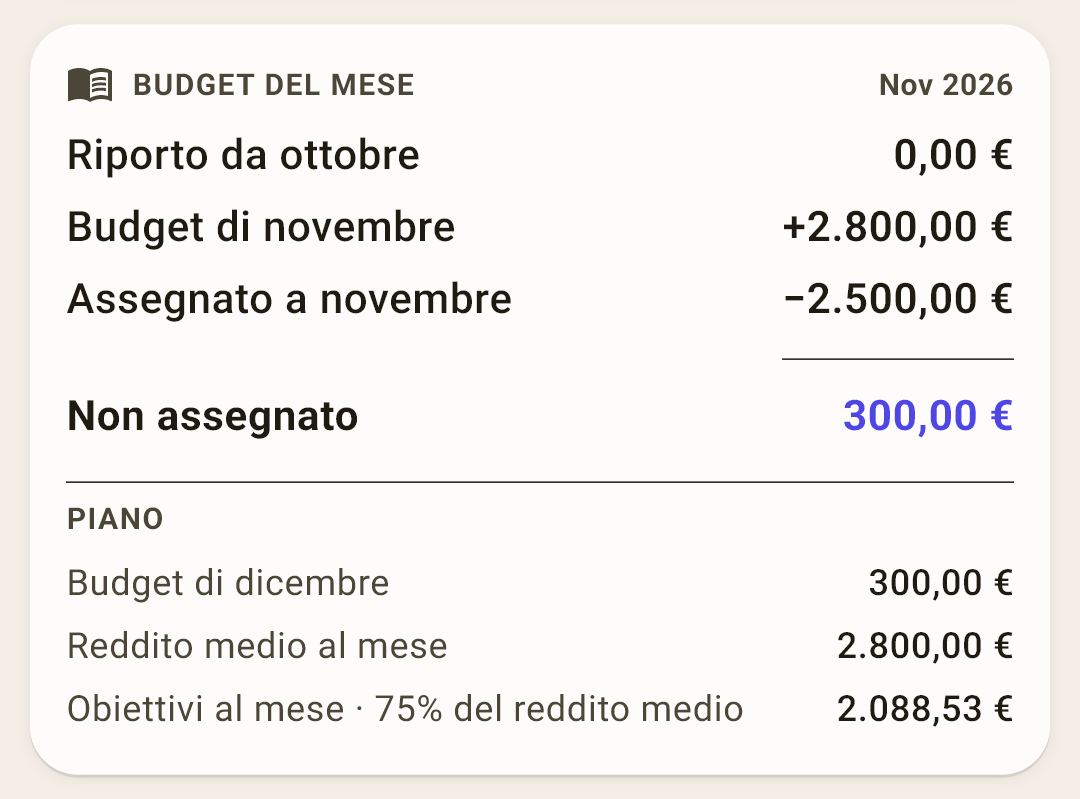 BUDGET DEL MESE Nov 2026
Riporto da ottobre 0,00 €
Budget di novembre +2.800,00 €
Assegnato a novembre −2.500,00 €
Non assegnato 300,00 €
PIANO
Budget di dicembre 300,00 €
Reddito medio al mese 2.800,00 €
Obiettivi al mese · 75% del reddito medio 2.088,53 €